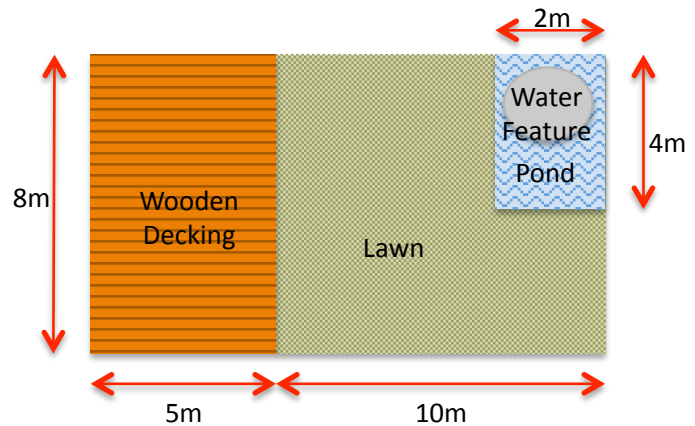 2m
Water
Feature
Pond
4m
8m
Wooden
Decking
Lawn
5m
10m